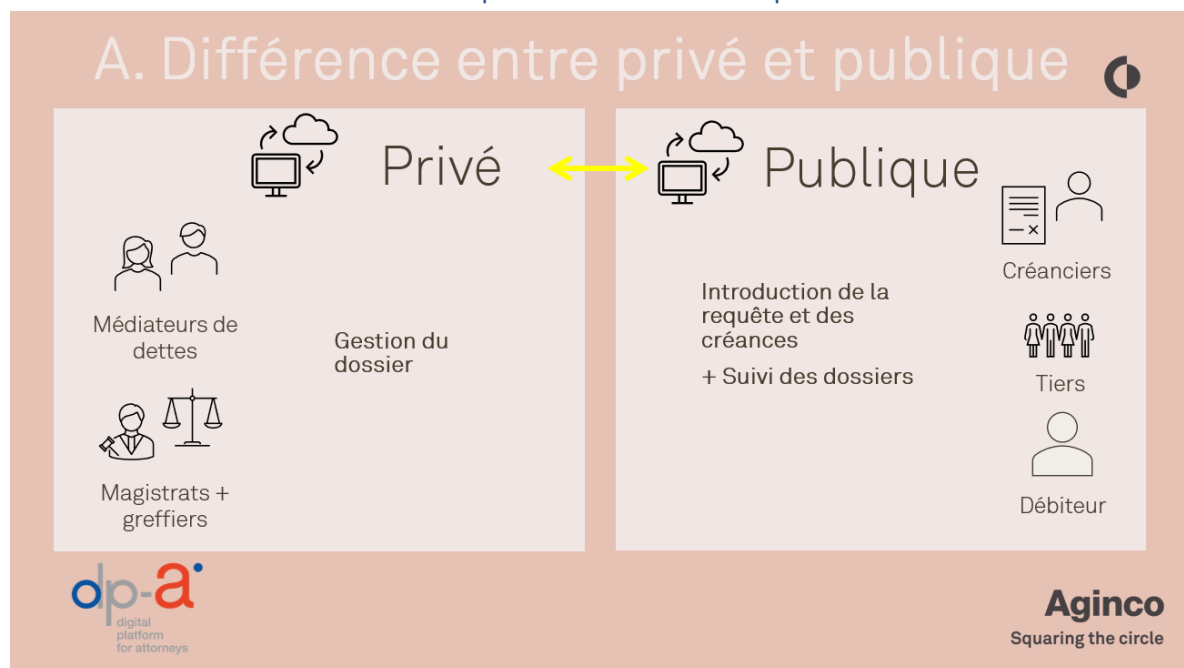 A. Différence entre privé et publique
Privé
Médiateurs de
dettes
Gestion du
dossier
Magistrats +
greffiers
Publique
Introduction de la
requête et des
créances
+ Suivi des dossiers
Créanciers
Tiers
Débiteur
dp-a
digital
platform
for attorneys
Aginco
Squaring the circle